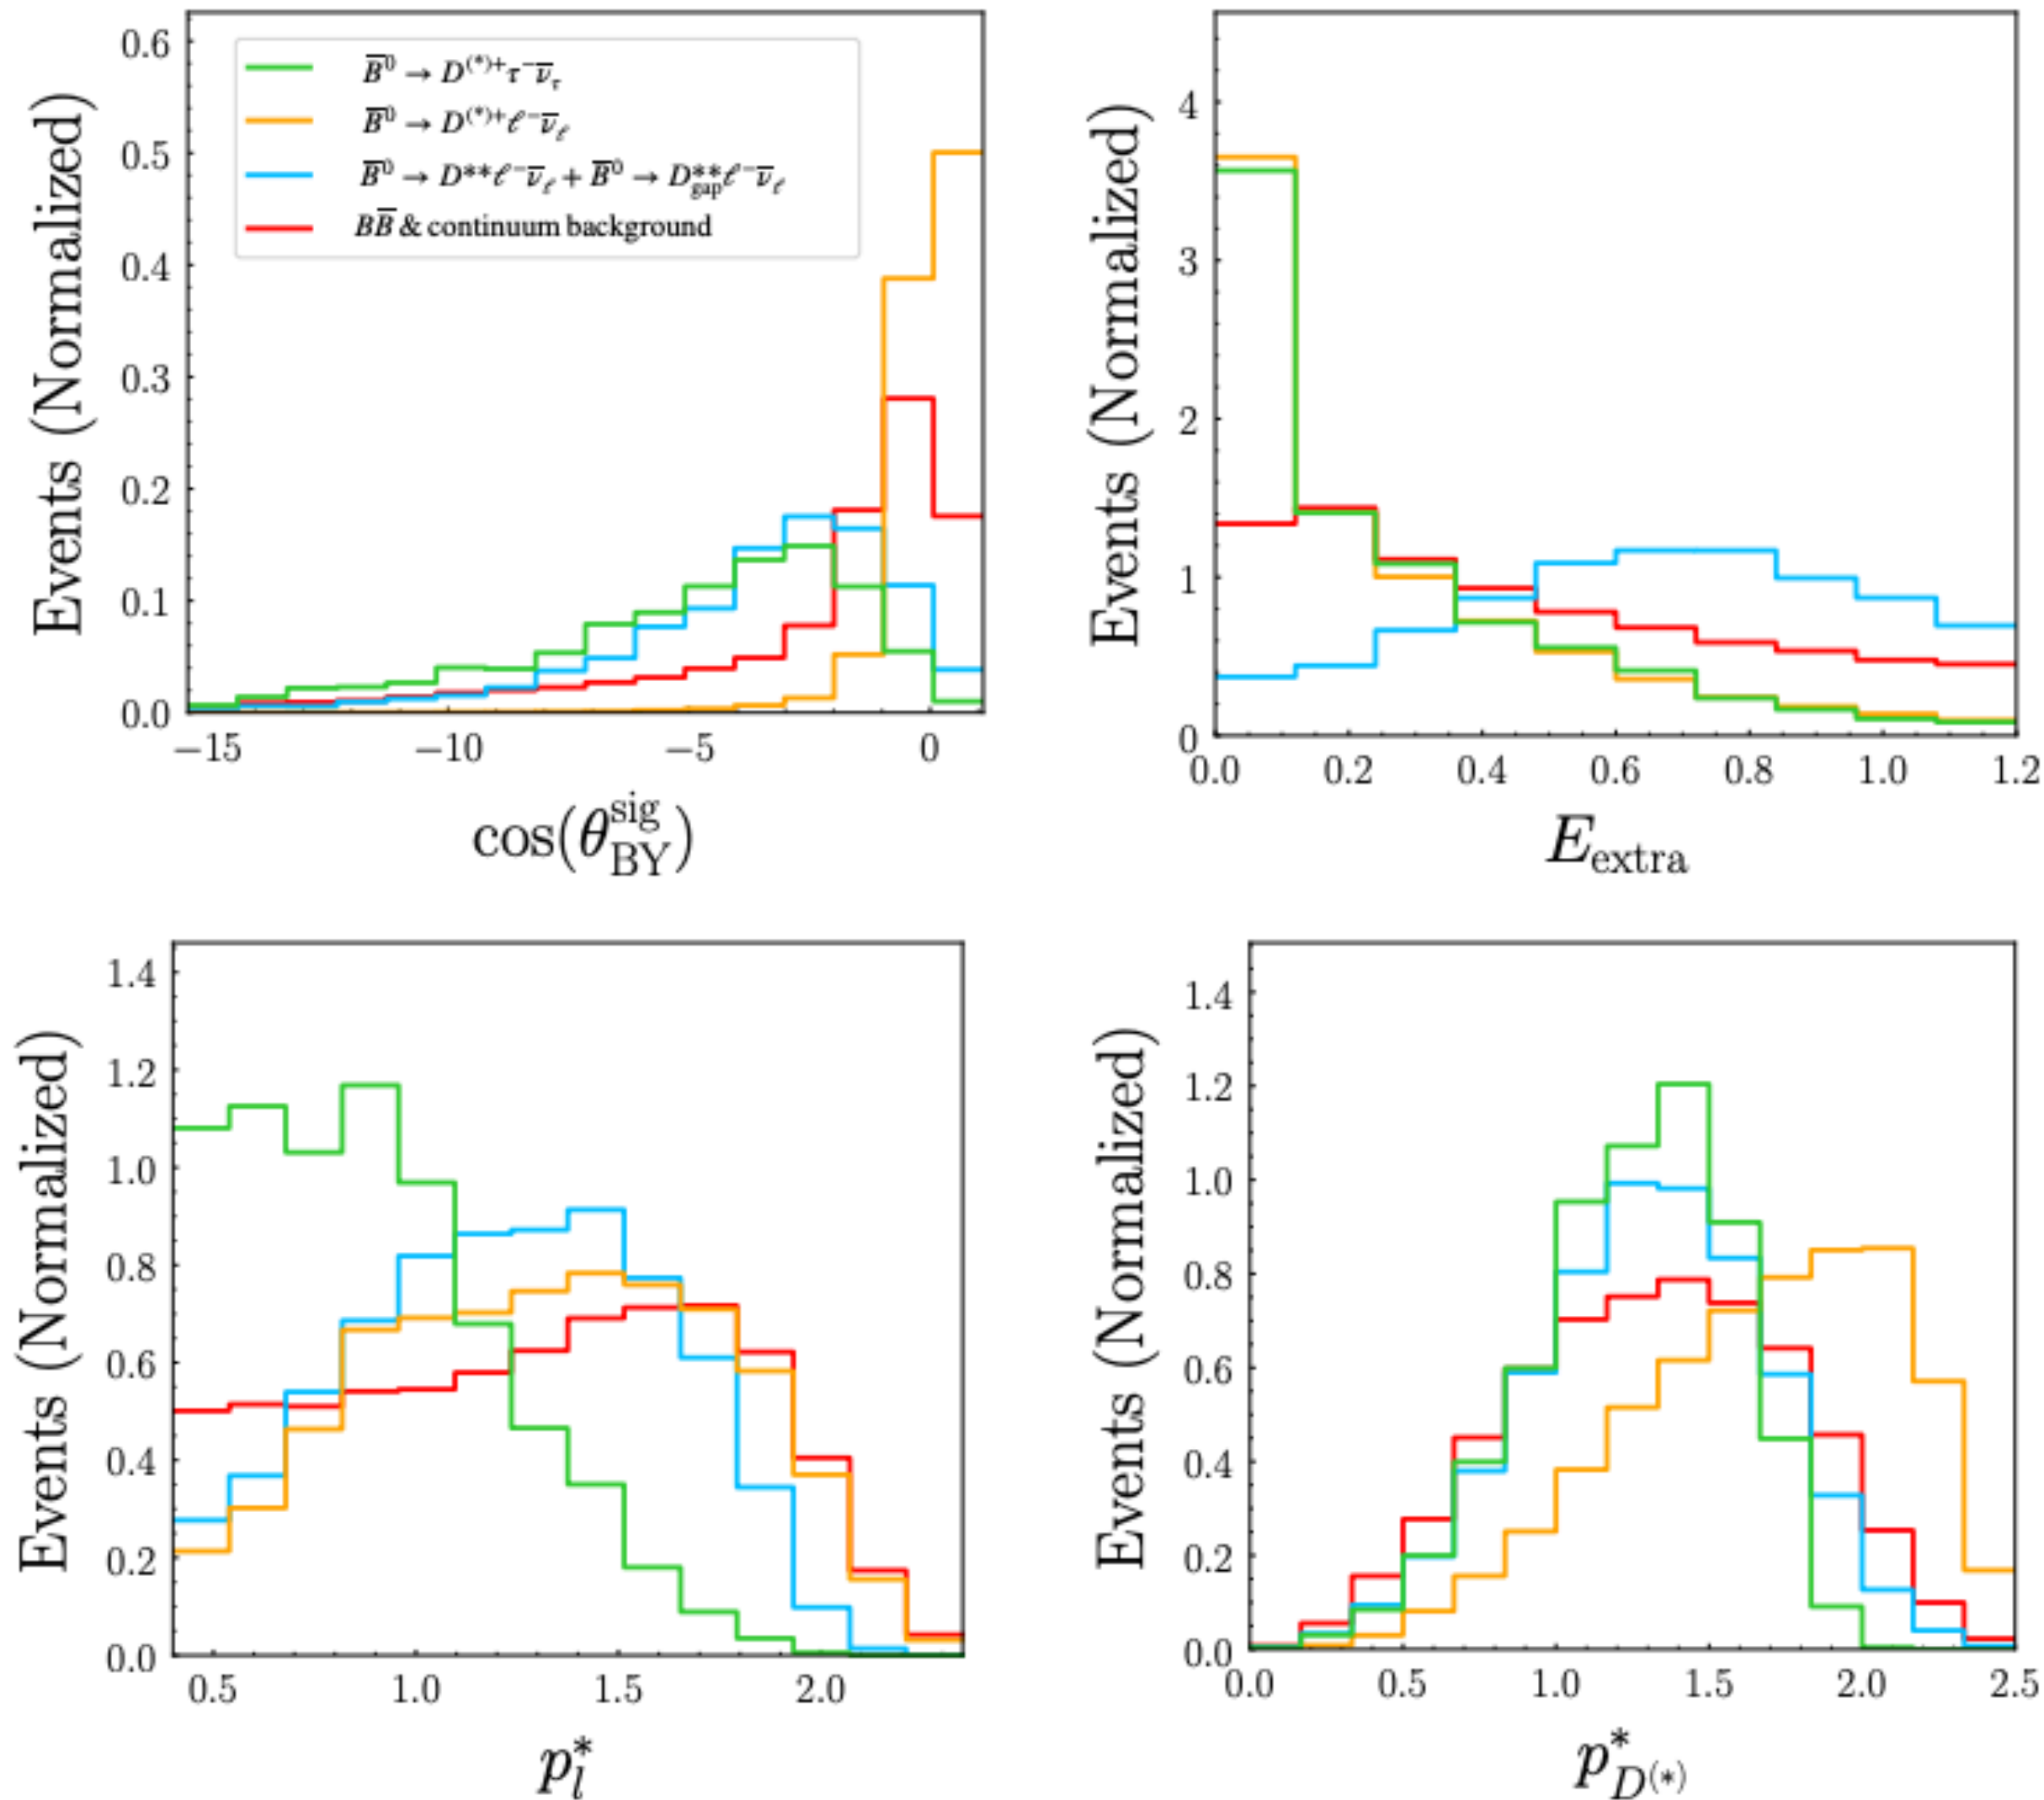 Events (Normalized)
0.6
0.5
0.4
0.3
0.2
0.1
0.0
B̅⁰ → D⁽*⁾⁺τ⁻ν̅_τ
B̅⁰ → D⁽*⁾⁺ℓ⁻ν̅_ℓ
B̅⁰ → D**ℓ⁻ν̅_ℓ + B̅⁰ → D**_gap ℓ⁻ν̅_ℓ
BB̅ & continuum background
−15 −10 −5 0
cos(θ^sig_BY)
Events (Normalized)
4
3
2
1
0
0.0 0.2 0.4 0.6 0.8 1.0 1.2
E_extra
Events (Normalized)
1.4
1.2
1.0
0.8
0.6
0.4
0.2
0.0
0.5 1.0 1.5 2.0
p*_l
Events (Normalized)
1.4
1.2
1.0
0.8
0.6
0.4
0.2
0.0
0.0 0.5 1.0 1.5 2.0 2.5
p*_D⁽*⁾